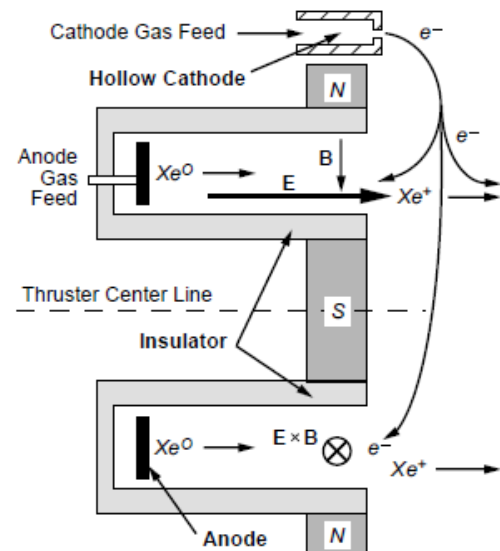 Cathode Gas Feed
e–
Hollow Cathode
N
e–
Anode
Gas
Feed
Xe⁰
B
E
Xe⁺
Thruster Center Line
S
Insulator
Xe⁰
E × B
e–
Xe⁺
Anode
N